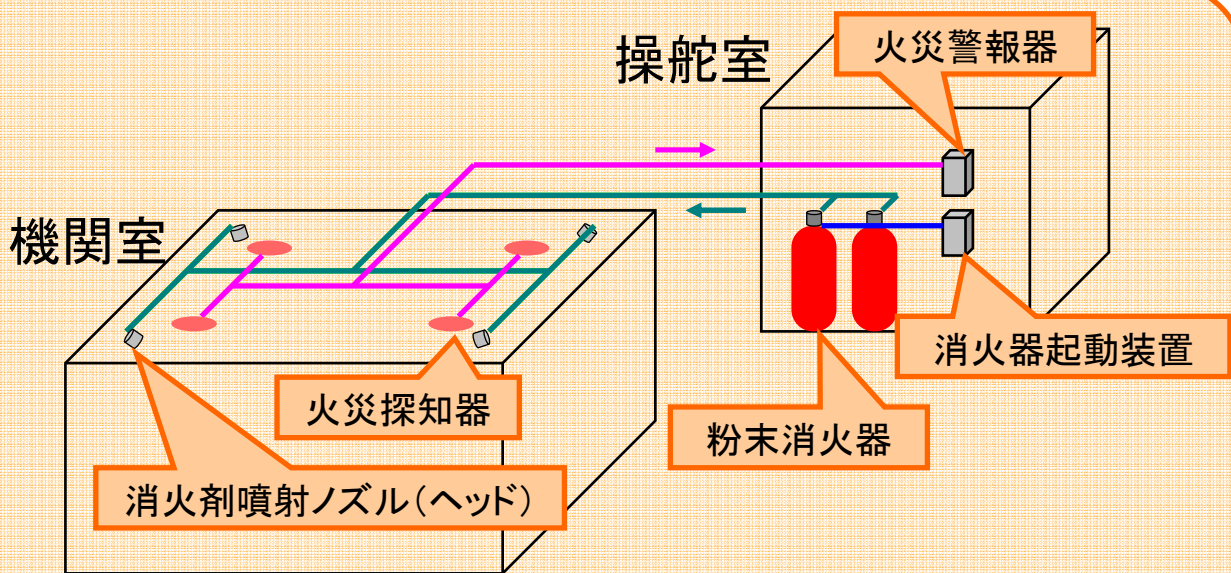 操舵室
火災警報器
機関室
消火器起動装置
火災探知器
粉末消火器
消火剤噴射ノズル(ヘッド)